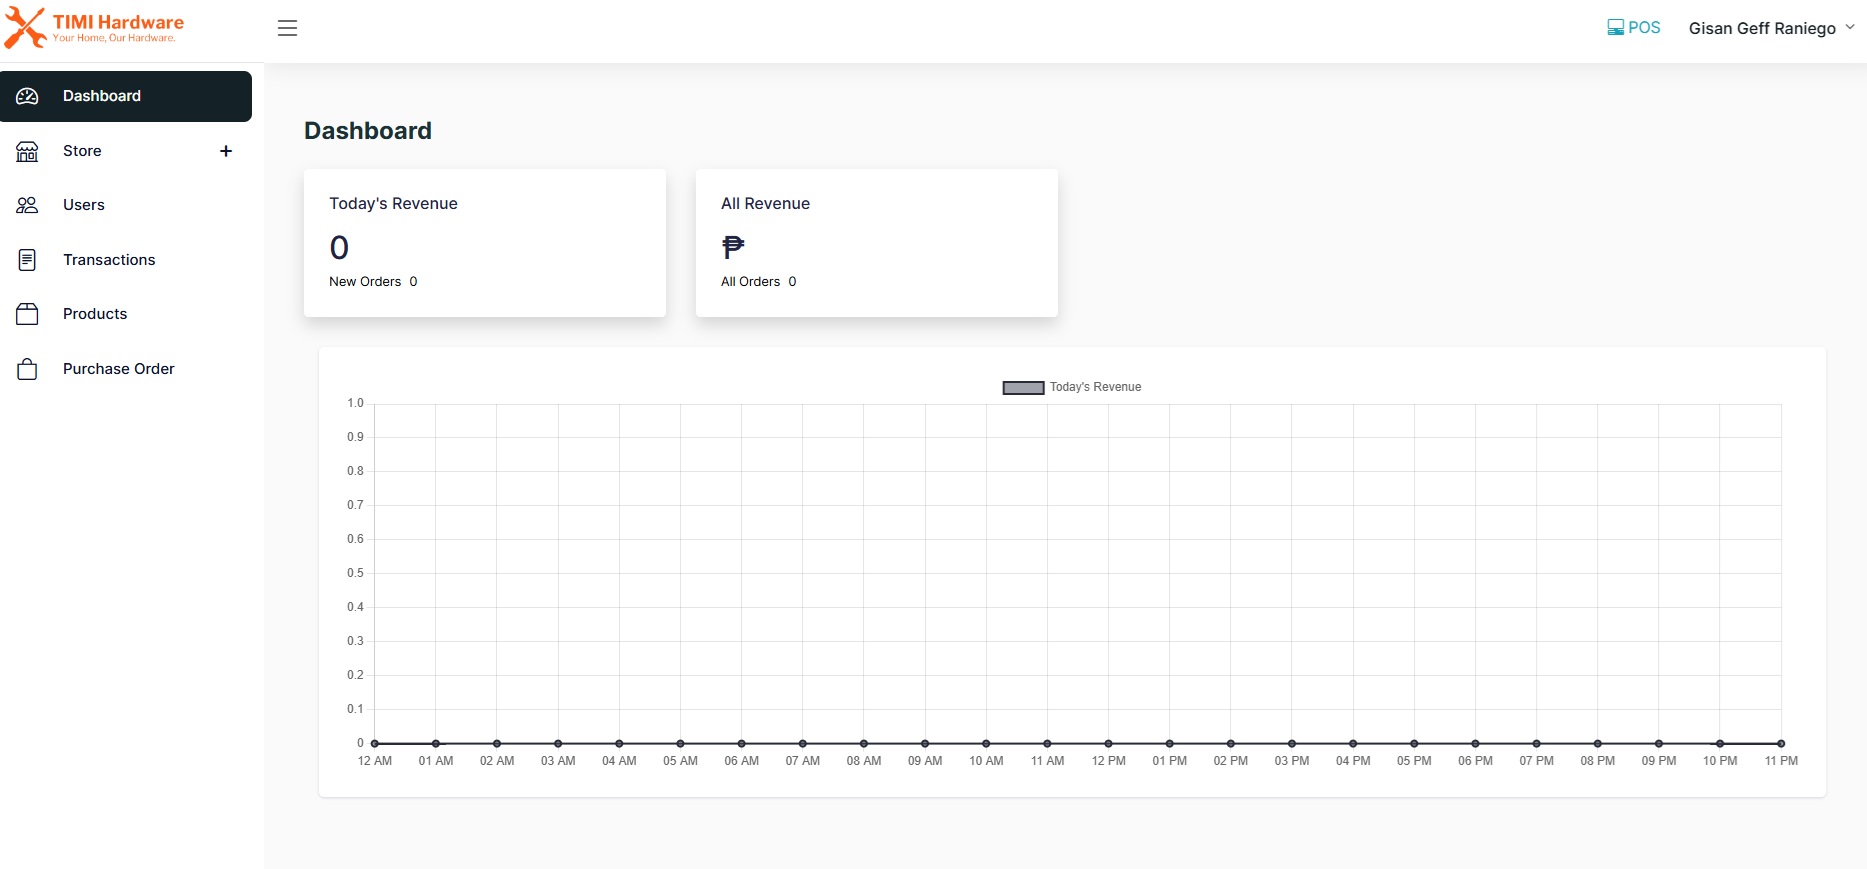 TIMI Hardware
Your Home, Our Hardware.
POS
Gisan Geff Raniego
Dashboard
Store +
Users
Transactions
Products
Purchase Order
Dashboard
Today's Revenue
0
New Orders 0
All Revenue
₱
All Orders 0
Today's Revenue
1.0
0.9
0.8
0.7
0.6
0.5
0.4
0.3
0.2
0.1
0
12 AM 01 AM 02 AM 03 AM 04 AM 05 AM 06 AM 07 AM 08 AM 09 AM 10 AM 11 AM 12 PM 01 PM 02 PM 03 PM 04 PM 05 PM 06 PM 07 PM 08 PM 09 PM 10 PM 11 PM